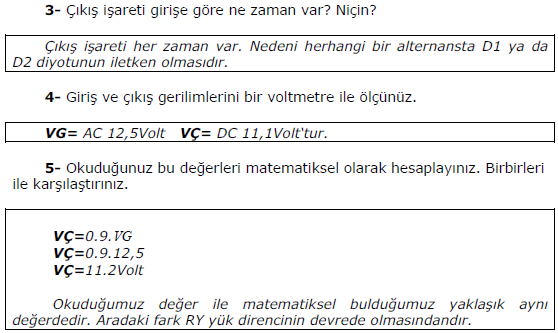 3- Çıkış işareti girişe göre ne zaman var? Niçin?
Çıkış işareti her zaman var. Nedeni herhangi bir alternansta D1 ya da
D2 diyotunun iletken olmasıdır.
4- Giriş ve çıkış gerilimlerini bir voltmetre ile ölçünüz.
VG= AC 12,5Volt VÇ= DC 11,1Volt'tur.
5- Okuduğunuz bu değerleri matematiksel olarak hesaplayınız. Birbirleri
ile karşılaştırınız.
VÇ=0.9.VG
VÇ=0.9.12,5
VÇ=11.2Volt
Okuduğumuz değer ile matematiksel bulduğumuz yaklaşık aynı
değerdedir. Aradaki fark RY yük direncinin devrede olmasındandır.